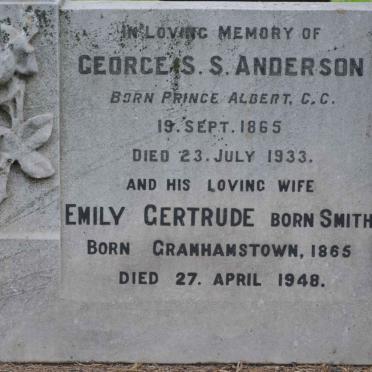 IN LOVING MEMORY OF
GEORGE S. S. ANDERSON
BORN PRINCE ALBERT, C.C.
19. SEPT. 1865
DIED 23. JULY 1933.
AND HIS LOVING WIFE
EMILY GERTRUDE BORN SMITH
BORN GRAMHAMSTOWN, 1865
DIED 27. APRIL 1948.